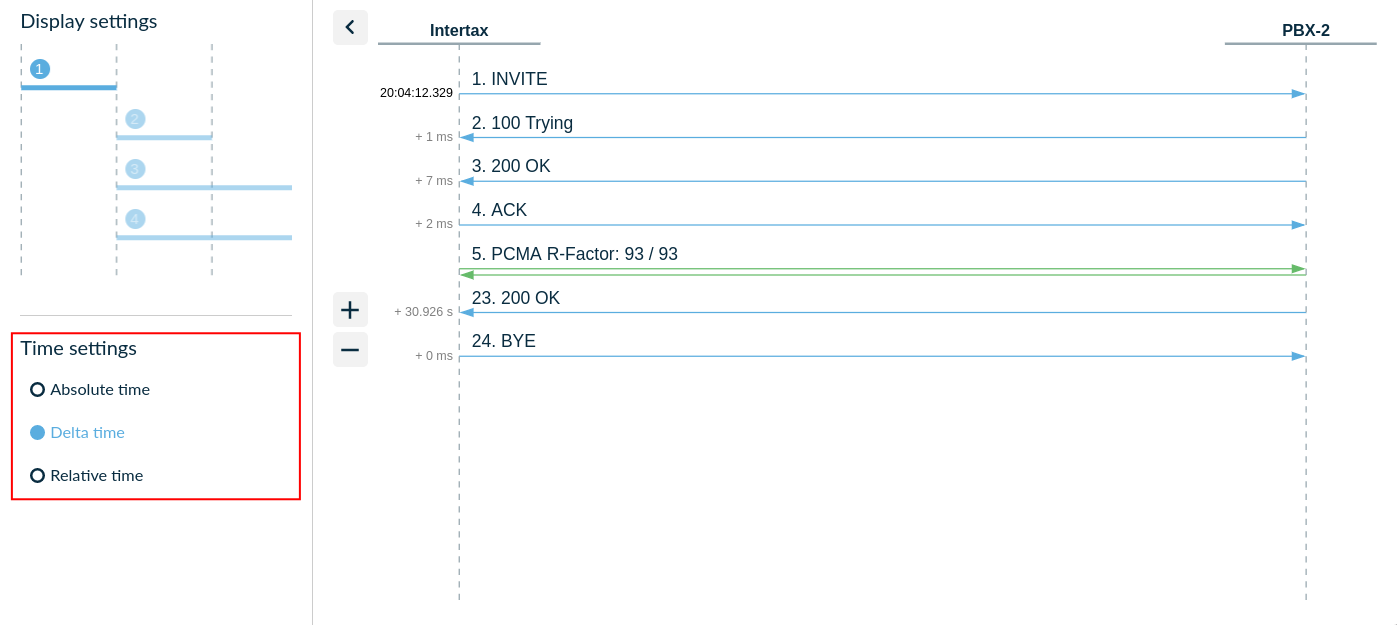 Display settings
1
2
3
4
Time settings
Absolute time
Delta time
Relative time
Intertax
PBX-2
1. INVITE
20:04:12.329
2. 100 Trying
+ 1 ms
3. 200 OK
+ 7 ms
4. ACK
+ 2 ms
5. PCMA R-Factor: 93 / 93
23. 200 OK
+ 30.926 s
24. BYE
+ 0 ms